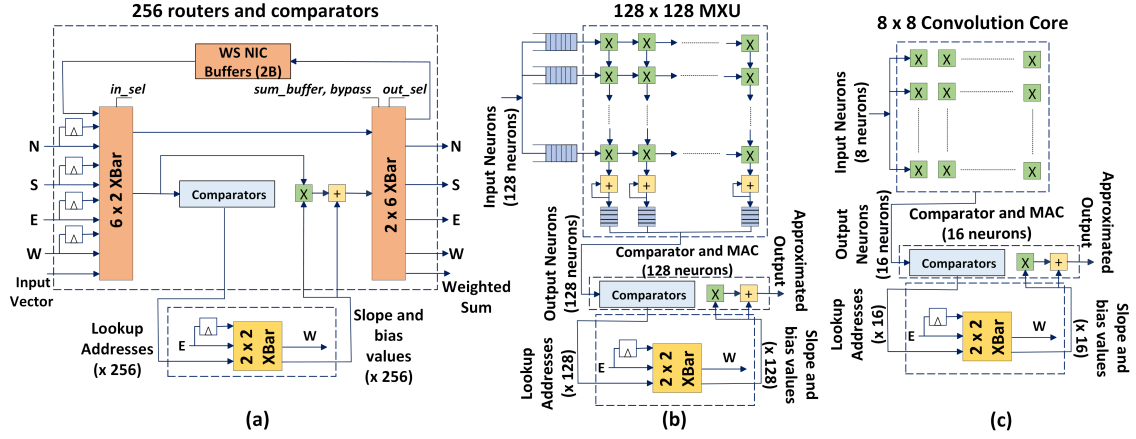 256 routers and comparators
WS NIC
Buffers (2B)
in_sel
sum_buffer, bypass
out_sel
6 x 2 XBar
2 x 6 XBar
N
S
E
W
Input
Vector
Comparators
X
+
N
S
E
W
Weighted
Sum
Lookup
Addresses
(x 256)
E
2 x 2
XBar
W
Slope and
bias
values
(x 256)
(a)
128 x 128 MXU
Input Neurons
(128 neurons)
X X X
X X X
X X X
+ + +
Output Neurons
(128 neurons)
Comparator and MAC
(128 neurons)
Comparators
X
+
Approximated
Output
Lookup
Addresses
(x 128)
E
2 x 2
XBar
W
(x 128)
Slope and
bias values
(b)
8 x 8 Convolution Core
Input Neurons
(8 neurons)
X X X
X X X
X X X
Output
Neurons
(16 neurons)
Comparator and MAC
(16 neurons)
Comparators
X
+
Approximated
Output
Lookup
Addresses
(x 16)
E
2 x 2
XBar
W
(x 16)
Slope and
bias values
(c)